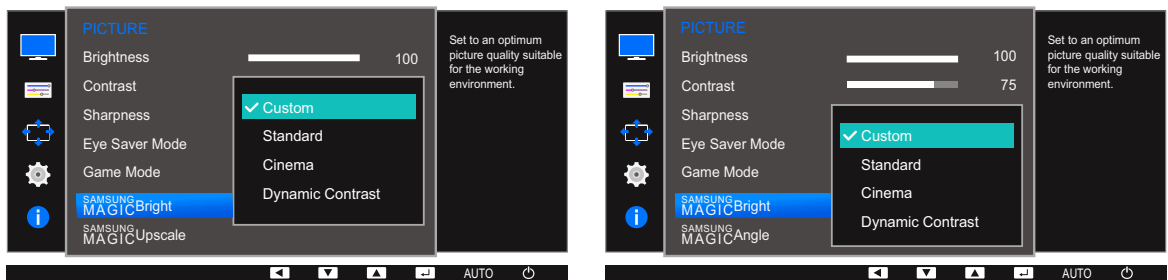 PICTURE
Brightness 100
Contrast
Sharpness
Eye Saver Mode
Game Mode
SAMSUNG
MAGICBright
SAMSUNG
MAGICUpscale
Custom
Standard
Cinema
Dynamic Contrast
Set to an optimum
picture quality suitable
for the working
environment.
AUTO
PICTURE
Brightness 100
Contrast 75
Sharpness
Eye Saver Mode
Game Mode
SAMSUNG
MAGICBright
SAMSUNG
MAGICAngle
Custom
Standard
Cinema
Dynamic Contrast
Set to an optimum
picture quality suitable
for the working
environment.
AUTO